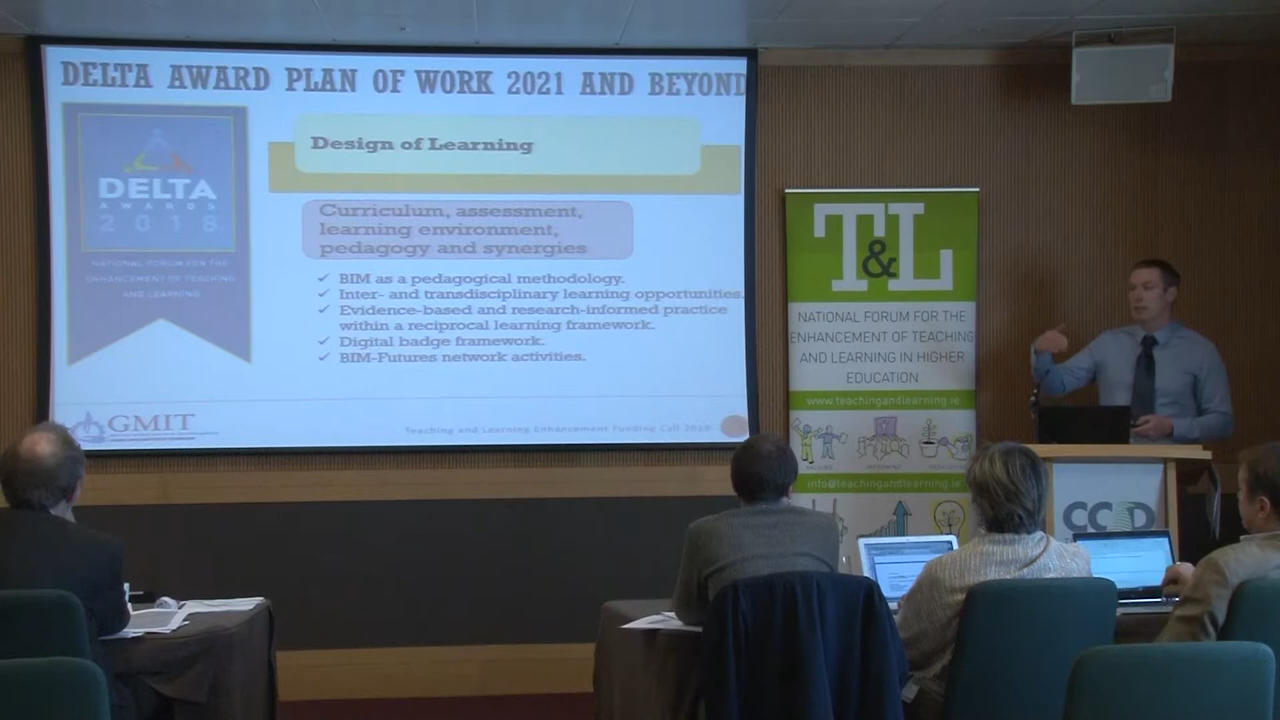 DELTA AWARD PLAN OF WORK 2021 AND BEYOND
DELTA
AWARDS
2018
NATIONAL FORUM FOR THE
ENHANCEMENT OF TEACHING
AND LEARNING
Design of Learning
Curriculum, assessment,
learning environment,
pedagogy and synergies
✓ BIM as a pedagogical methodology.
✓ Inter- and transdisciplinary learning opportunities.
✓ Evidence-based and research-informed practice
within a reciprocal learning framework.
✓ Digital badge framework.
✓ BIM-Futures network activities.
GMIT
Teaching and Learning Enhancement Funding Call 2019
T&L
NATIONAL FORUM FOR THE
ENHANCEMENT OF TEACHING
AND LEARNING IN HIGHER
EDUCATION
www.teachingandlearning.ie
info@teachingandlearning.ie